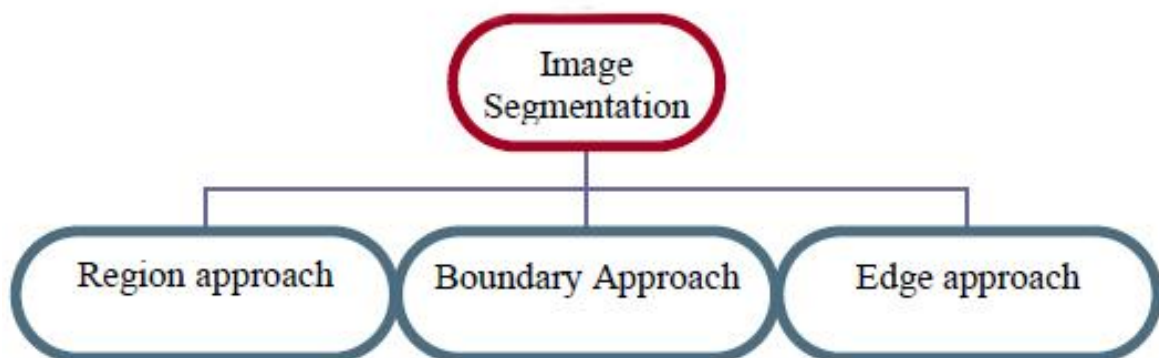 Image
Segmentation
Region approach
Boundary Approach
Edge approach